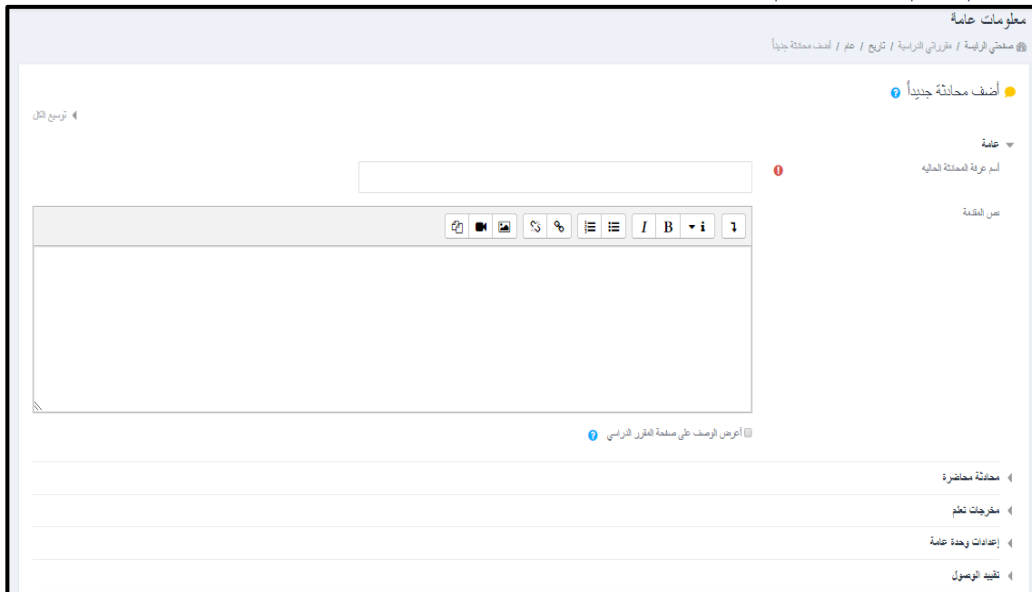 معلومات عامة
صفحتي الرئيسة / مقرراتي الدراسية / تاريخ / عام / أضف محادثة جديداً
أضف محادثة جديداً
توسيع الكل
عامة
أسم غرفة المحادثة الحاليه
نص المقدمة
B I
أعرض الوصف على صفحة المقرر الدراسي
محادثة محاضرة
مخرجات تعلم
إعدادات وحدة عامة
تقييد الوصول